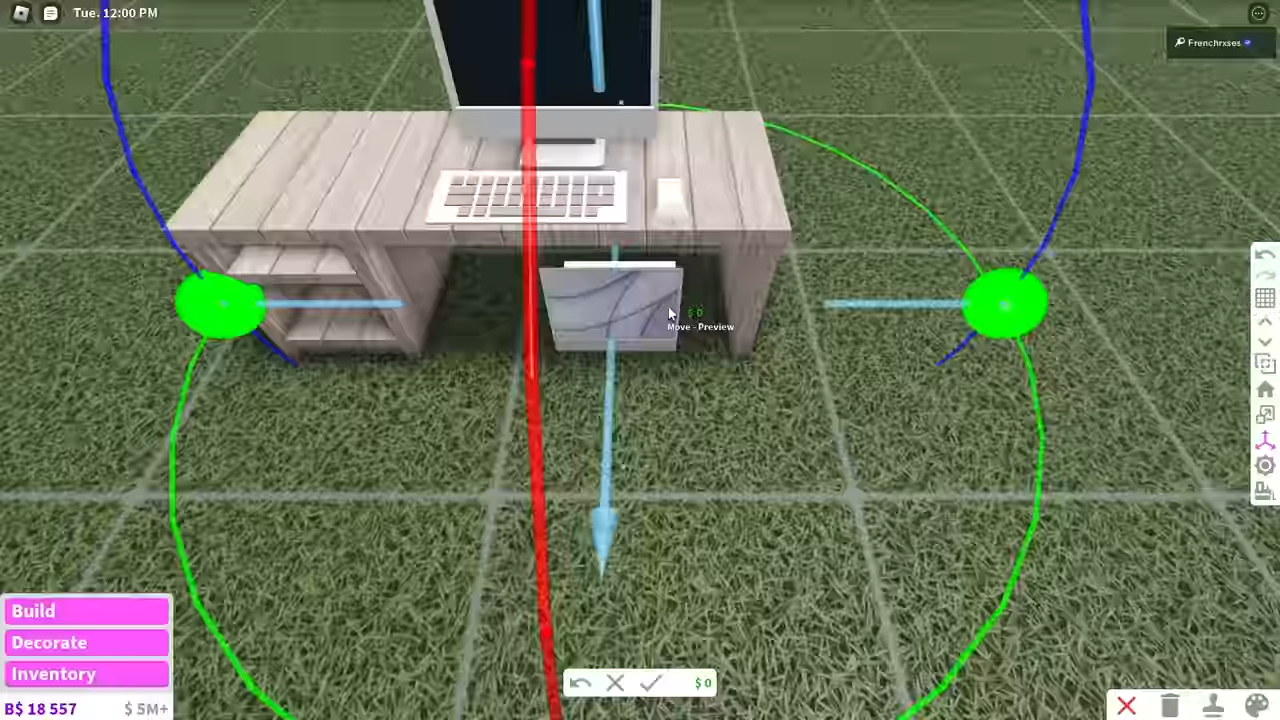 Tue. 12:00 PM
Frenchrxses
$ 0
Move - Preview
Build
Decorate
Inventory
B$ 18 557
$ 5M+
$ 0